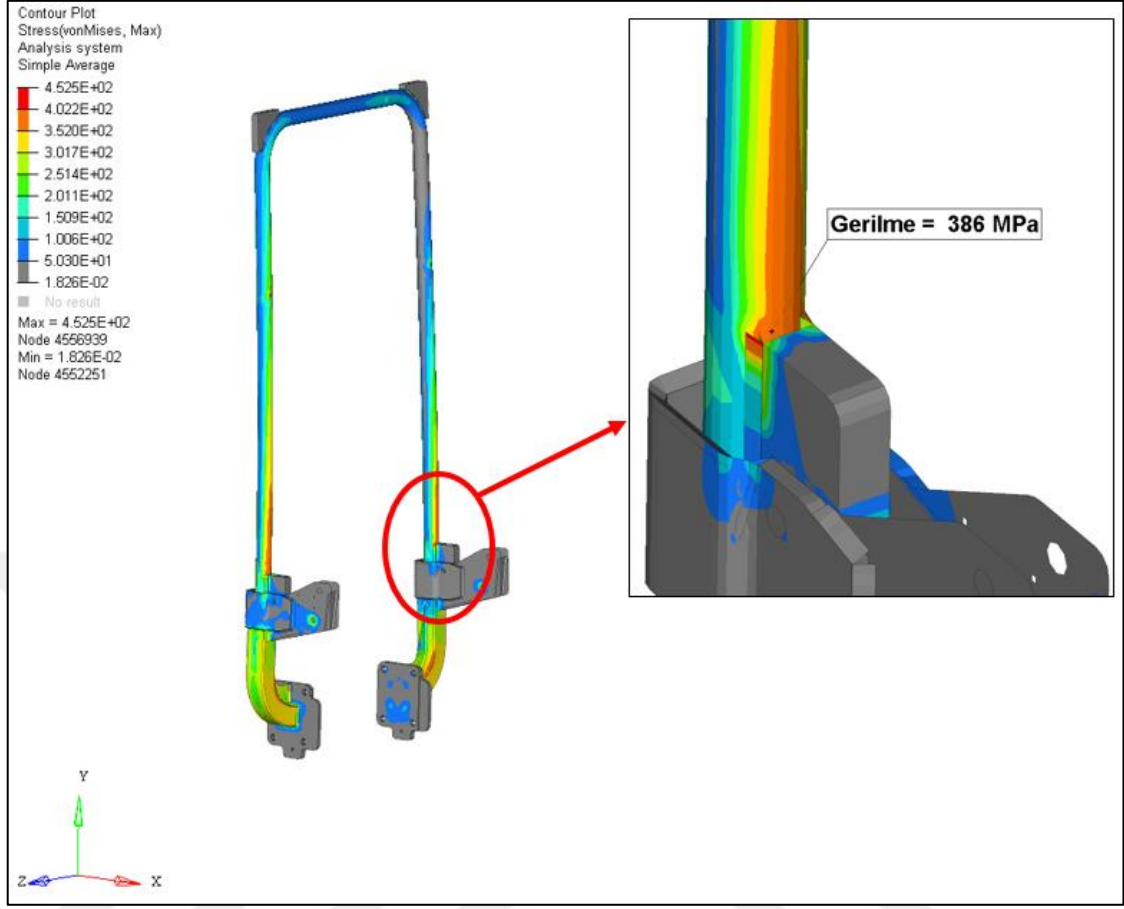 Contour Plot
Stress(vonMises, Max)
Analysis system
Simple Average
4.525E+02
4.022E+02
3.520E+02
3.017E+02
2.514E+02
2.011E+02
1.509E+02
1.006E+02
5.030E+01
1.826E-02
No result
Max = 4.525E+02
Node 4556939
Min = 1.826E-02
Node 4552251
Gerilme = 386 MPa
Y
Z
X